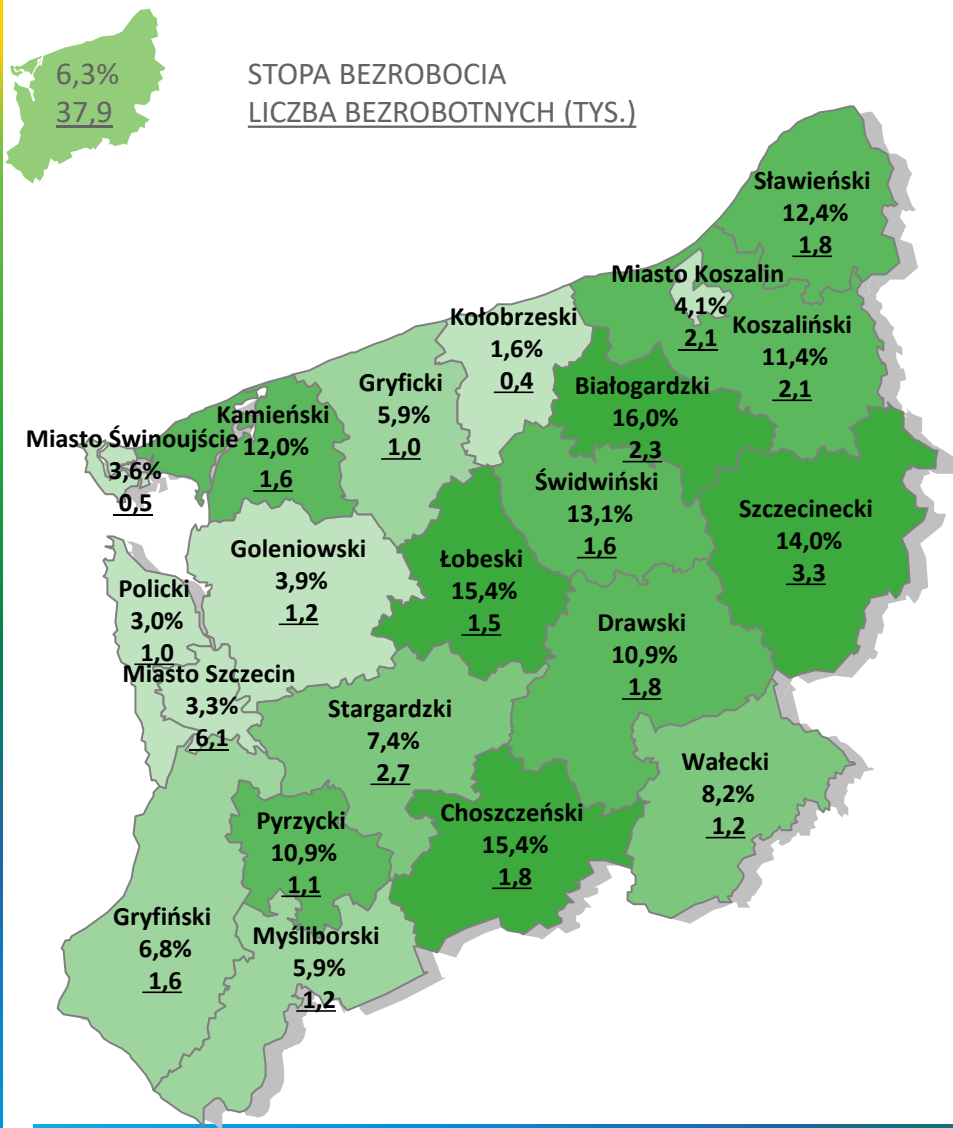 6,3%
37,9
STOPA BEZROBOCIA
LICZBA BEZROBOTNYCH (TYS.)
Sławieński
12,4%
1,8
Miasto Koszalin
4,1%
2,1
Koszaliński
11,4%
2,1
Kołobrzeski
1,6%
0,4
Białogardzki
16,0%
2,3
Gryficki
5,9%
1,0
Kamieński
12,0%
1,6
Miasto Świnoujście
3,6%
0,5
Świdwiński
13,1%
1,6
Szczecinecki
14,0%
3,3
Goleniowski
3,9%
1,2
Łobeski
15,4%
1,5
Policki
3,0%
1,0
Drawski
10,9%
1,8
Miasto Szczecin
3,3%
6,1
Stargardzki
7,4%
2,7
Wałecki
8,2%
1,2
Pyrzycki
10,9%
1,1
Choszczeński
15,4%
1,8
Gryfiński
6,8%
1,6
Myśliborski
5,9%
1,2